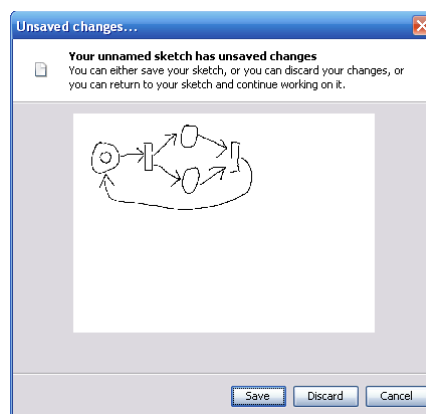 Unsaved changes...
Your unnamed sketch has unsaved changes
You can either save your sketch, or you can discard your changes, or
you can return to your sketch and continue working on it.
Save Discard Cancel